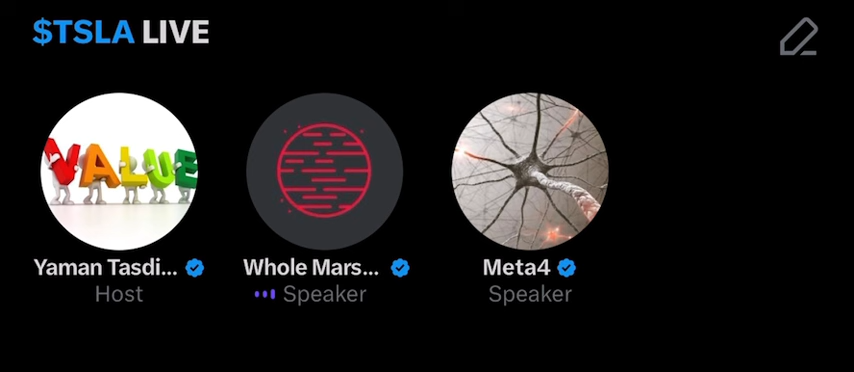 $TSLA LIVE
VALUE
Yaman Tasdi...
Whole Mars...
Meta4
Host
Speaker
Speaker